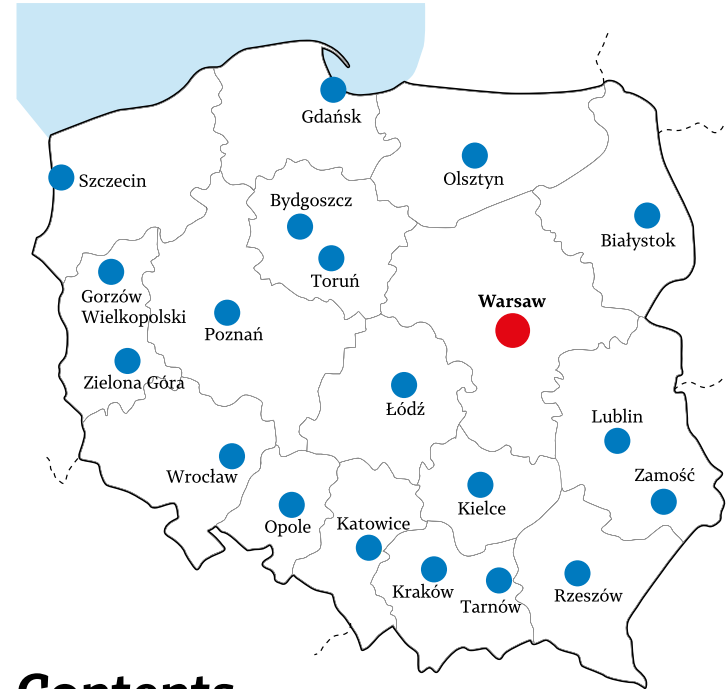 Gdańsk
Olsztyn
Szczecin
Bydgoszcz
Białystok
Toruń
Gorzów
Wielkopolski
Warsaw
Poznań
Zielona Góra
Łódź
Lublin
Wrocław
Zamość
Kielce
Opole
Katowice
Kraków
Tarnów
Rzeszów
Contents